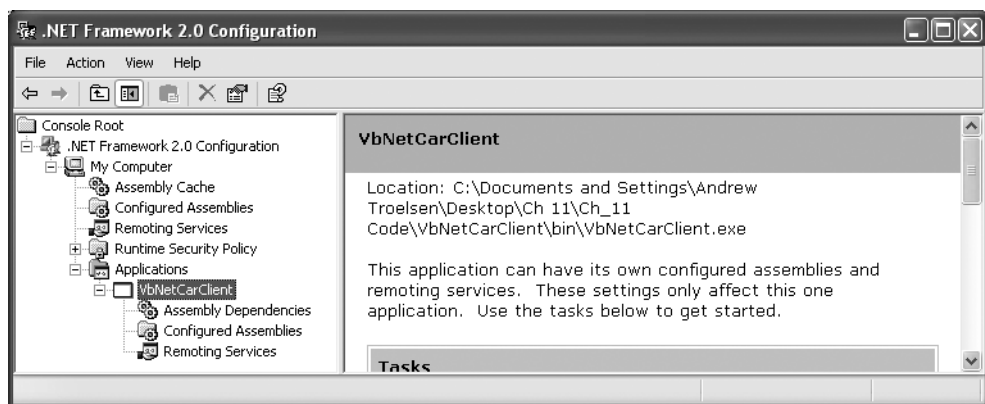 .NET Framework 2.0 Configuration
File Action View Help
Console Root
.NET Framework 2.0 Configuration
My Computer
Assembly Cache
Configured Assemblies
Remoting Services
Runtime Security Policy
Applications
VbNetCarClient
Assembly Dependencies
Configured Assemblies
Remoting Services
VbNetCarClient
Location: C:\Documents and Settings\Andrew
Troelsen\Desktop\Ch 11\Ch_11
Code\VbNetCarClient\bin\VbNetCarClient.exe
This application can have its own configured assemblies and
remoting services. These settings only affect this one
application. Use the tasks below to get started.
Tasks